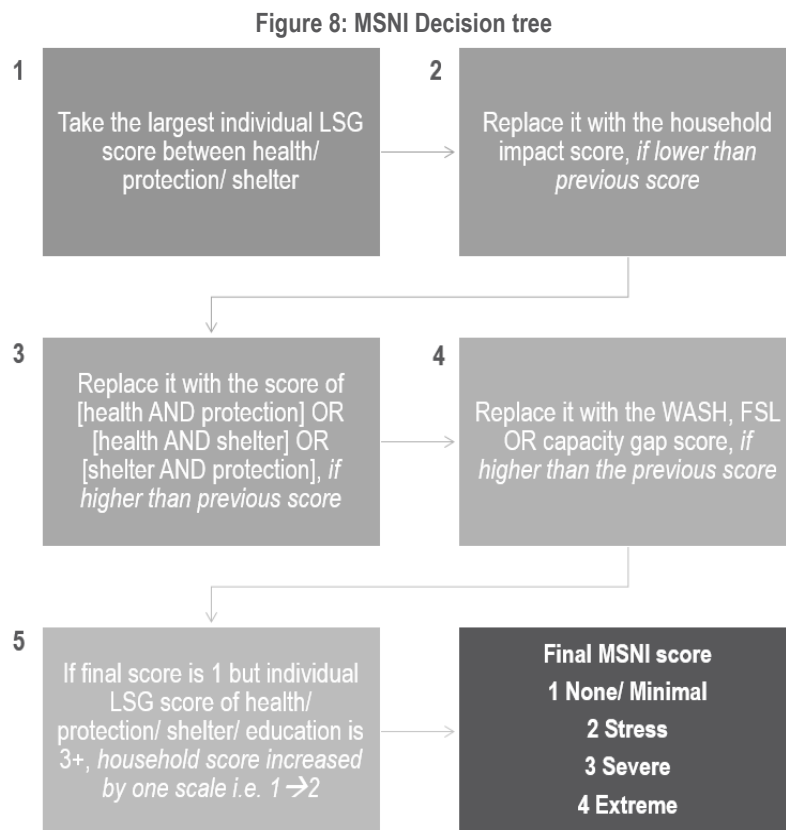 Figure 8: MSNI Decision tree
1
Take the largest individual LSG
score between health/
protection/ shelter
2
Replace it with the household
impact score, if lower than
previous score
3
Replace it with the score of
[health AND protection] OR
[health AND shelter] OR
[shelter AND protection], if
higher than previous score
4
Replace it with the WASH, FSL
OR capacity gap score, if
higher than the previous score
5
If final score is 1 but individual
LSG score of health/
protection/ shelter/ education is
3+, household score increased
by one scale i.e. 1→2
Final MSNI score
1 None/ Minimal
2 Stress
3 Severe
4 Extreme